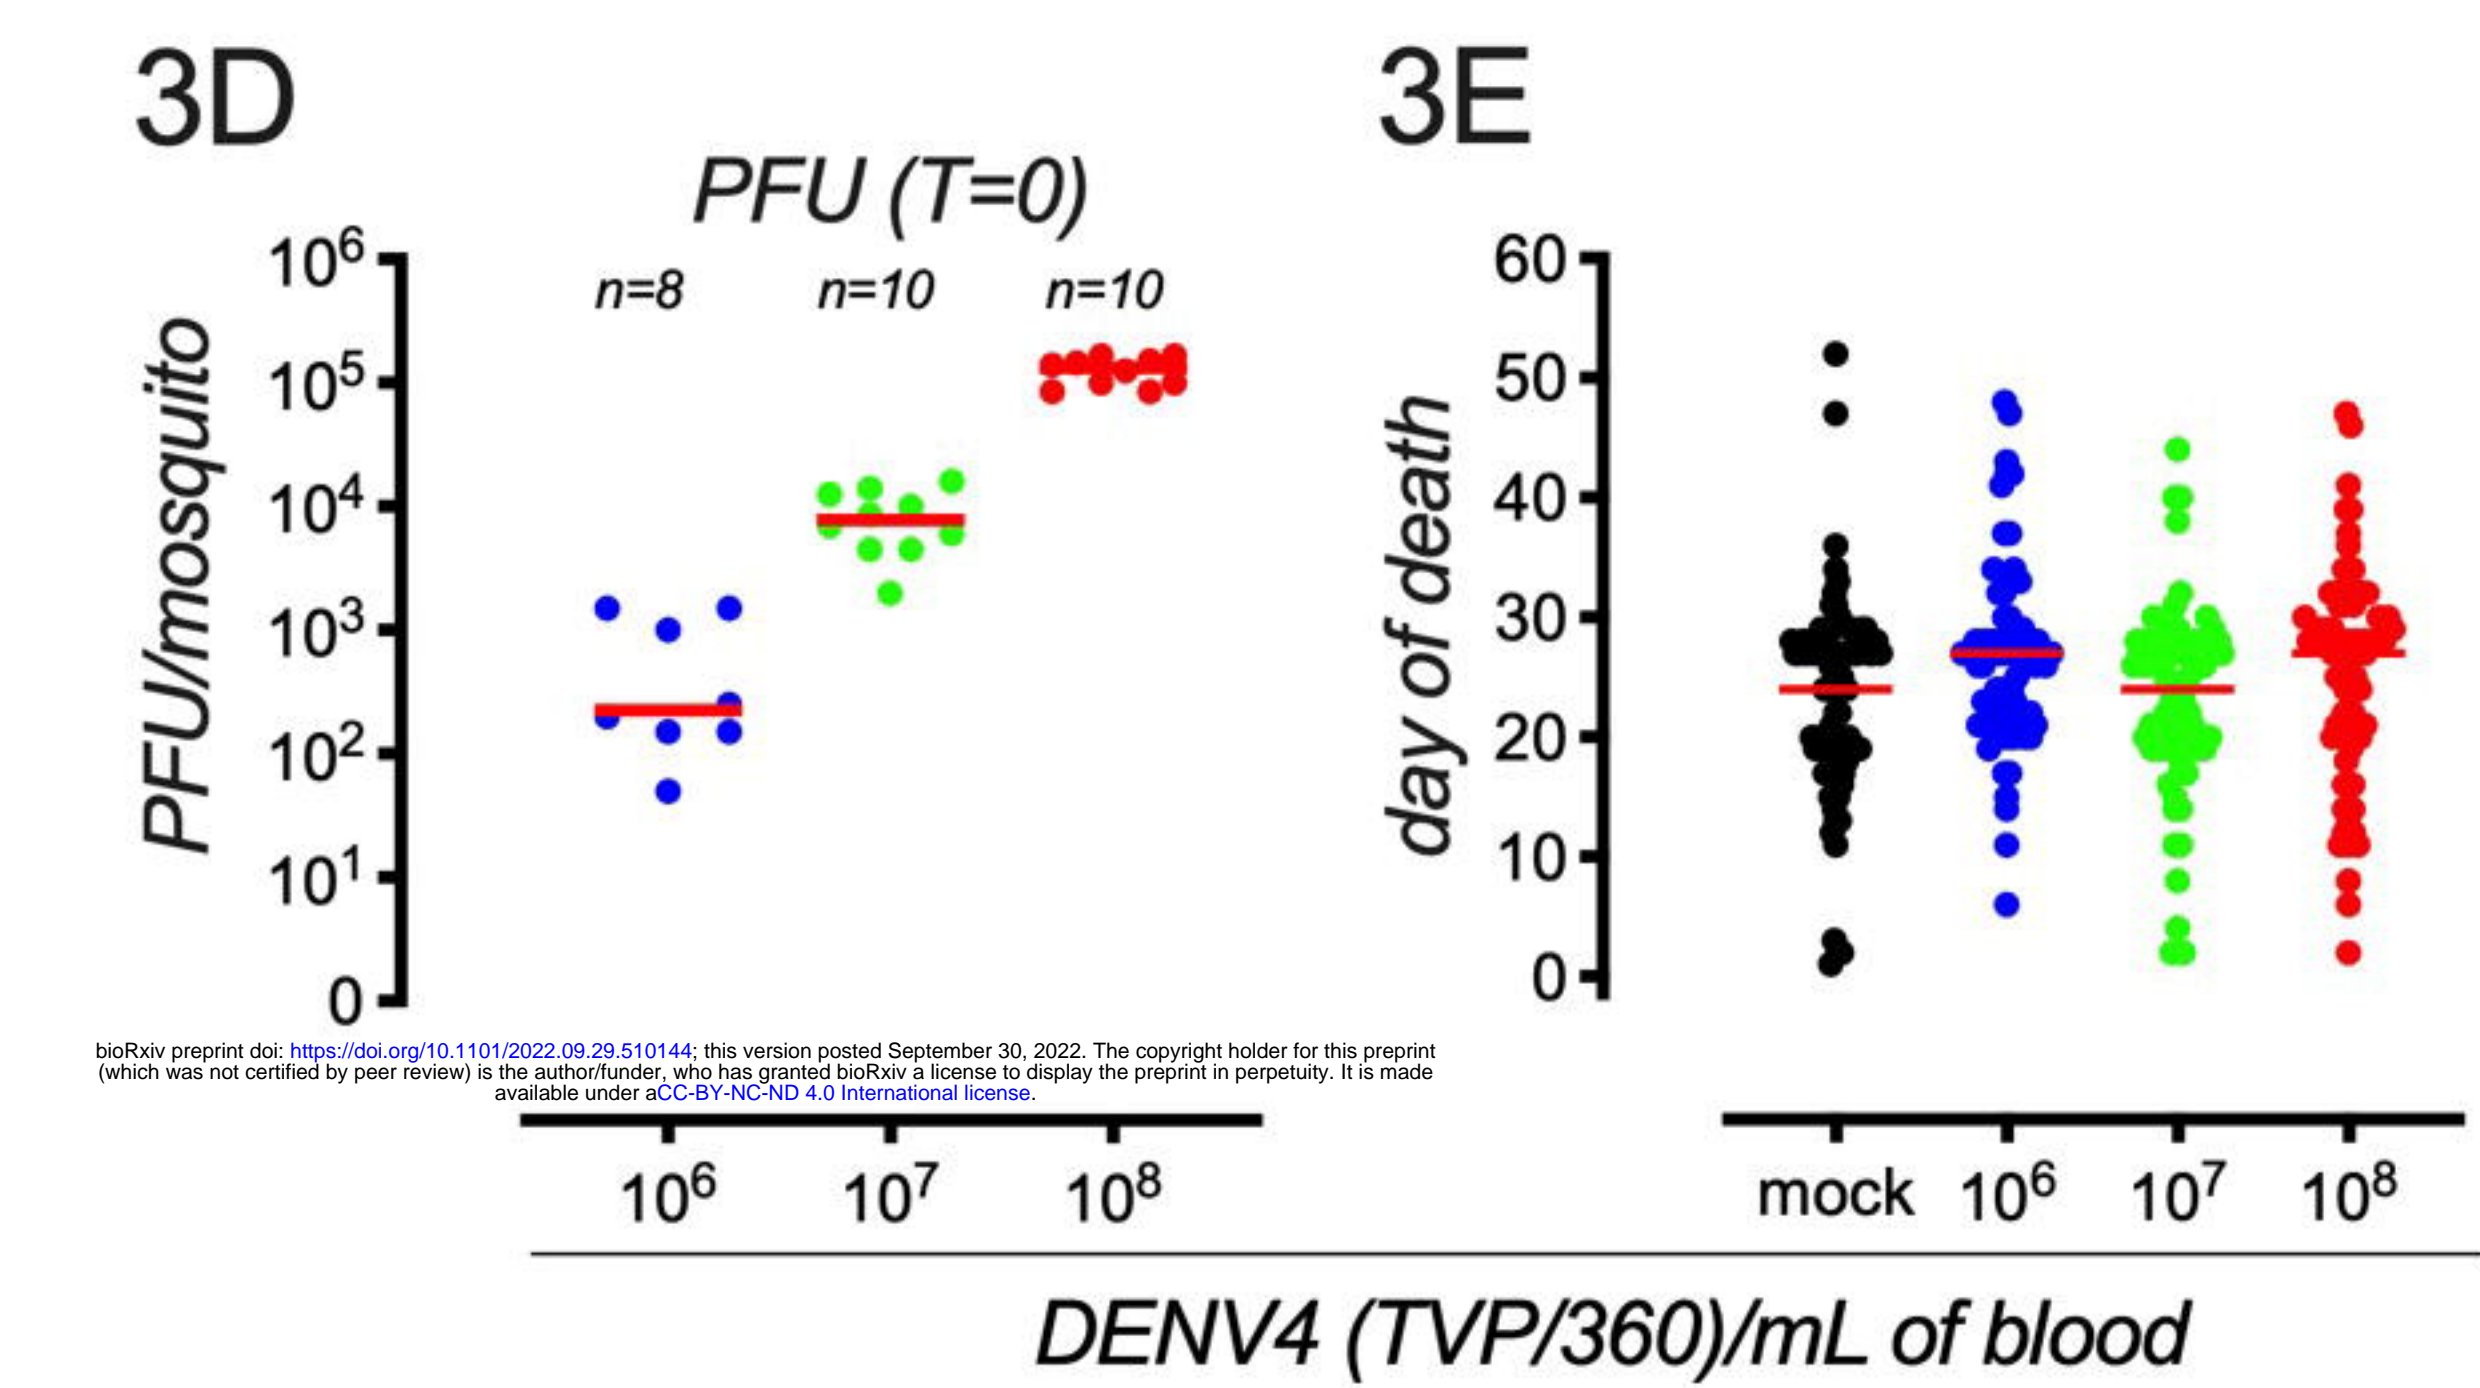 3D
3E
PFU (T=0)
n=8 n=10 n=10
PFU/mosquito
10⁶
10⁵
10⁴
10³
10²
10¹
0
day of death
60
50
40
30
20
10
0
bioRxiv preprint doi: https://doi.org/10.1101/2022.09.29.510144; this version posted September 30, 2022. The copyright holder for this preprint
(which was not certified by peer review) is the author/funder, who has granted bioRxiv a license to display the preprint in perpetuity. It is made
available under aCC-BY-NC-ND 4.0 International license.
10⁶ 10⁷ 10⁸
mock 10⁶ 10⁷ 10⁸
DENV4 (TVP/360)/mL of blood